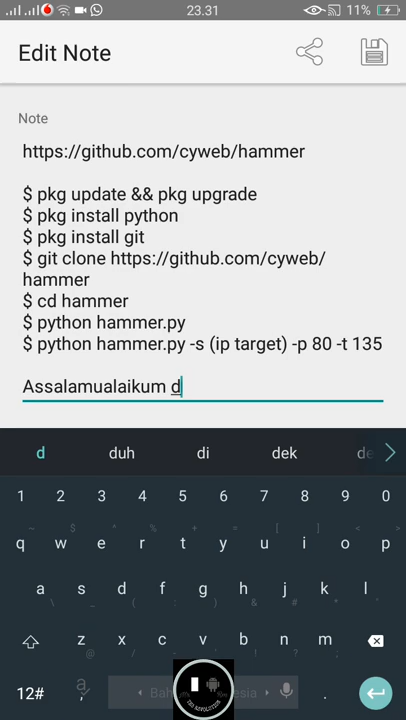 23.31
11%
Edit Note
Note
https://github.com/cyweb/hammer
$ pkg update && pkg upgrade
$ pkg install python
$ pkg install git
$ git clone https://github.com/cyweb/
hammer
$ cd hammer
$ python hammer.py
$ python hammer.py -s (ip target) -p 80 -t 135
Assalamualaikum d
d duh di dek de
1 2 3 4 5 6 7 8 9 0
q w e r t y u i o p
a s d f g h j k l
z x c v b n m
12# , .